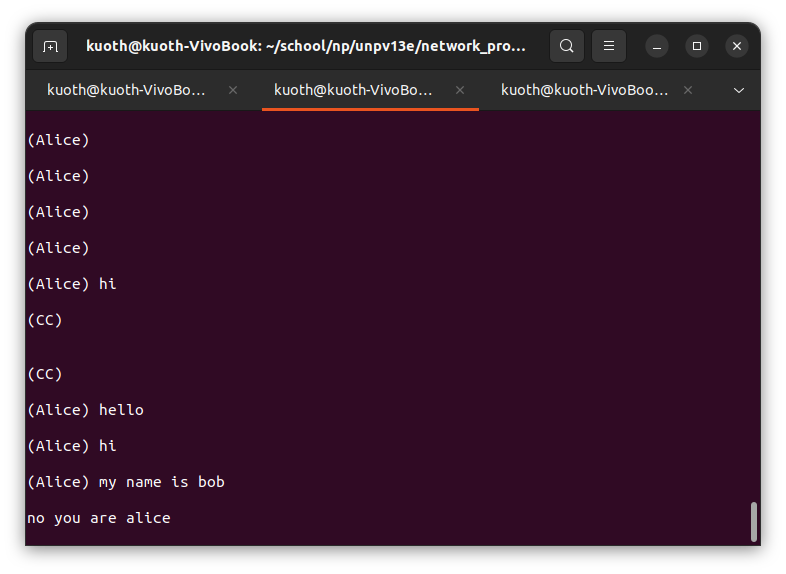 kuoth@kuoth-VivoBook: ~/school/np/unpv13e/network_pro...
kuoth@kuoth-VivoBo... kuoth@kuoth-VivoBo... kuoth@kuoth-VivoBoo...
(Alice)
(Alice)
(Alice)
(Alice)
(Alice) hi
(CC)
(CC)
(Alice) hello
(Alice) hi
(Alice) my name is bob
no you are alice